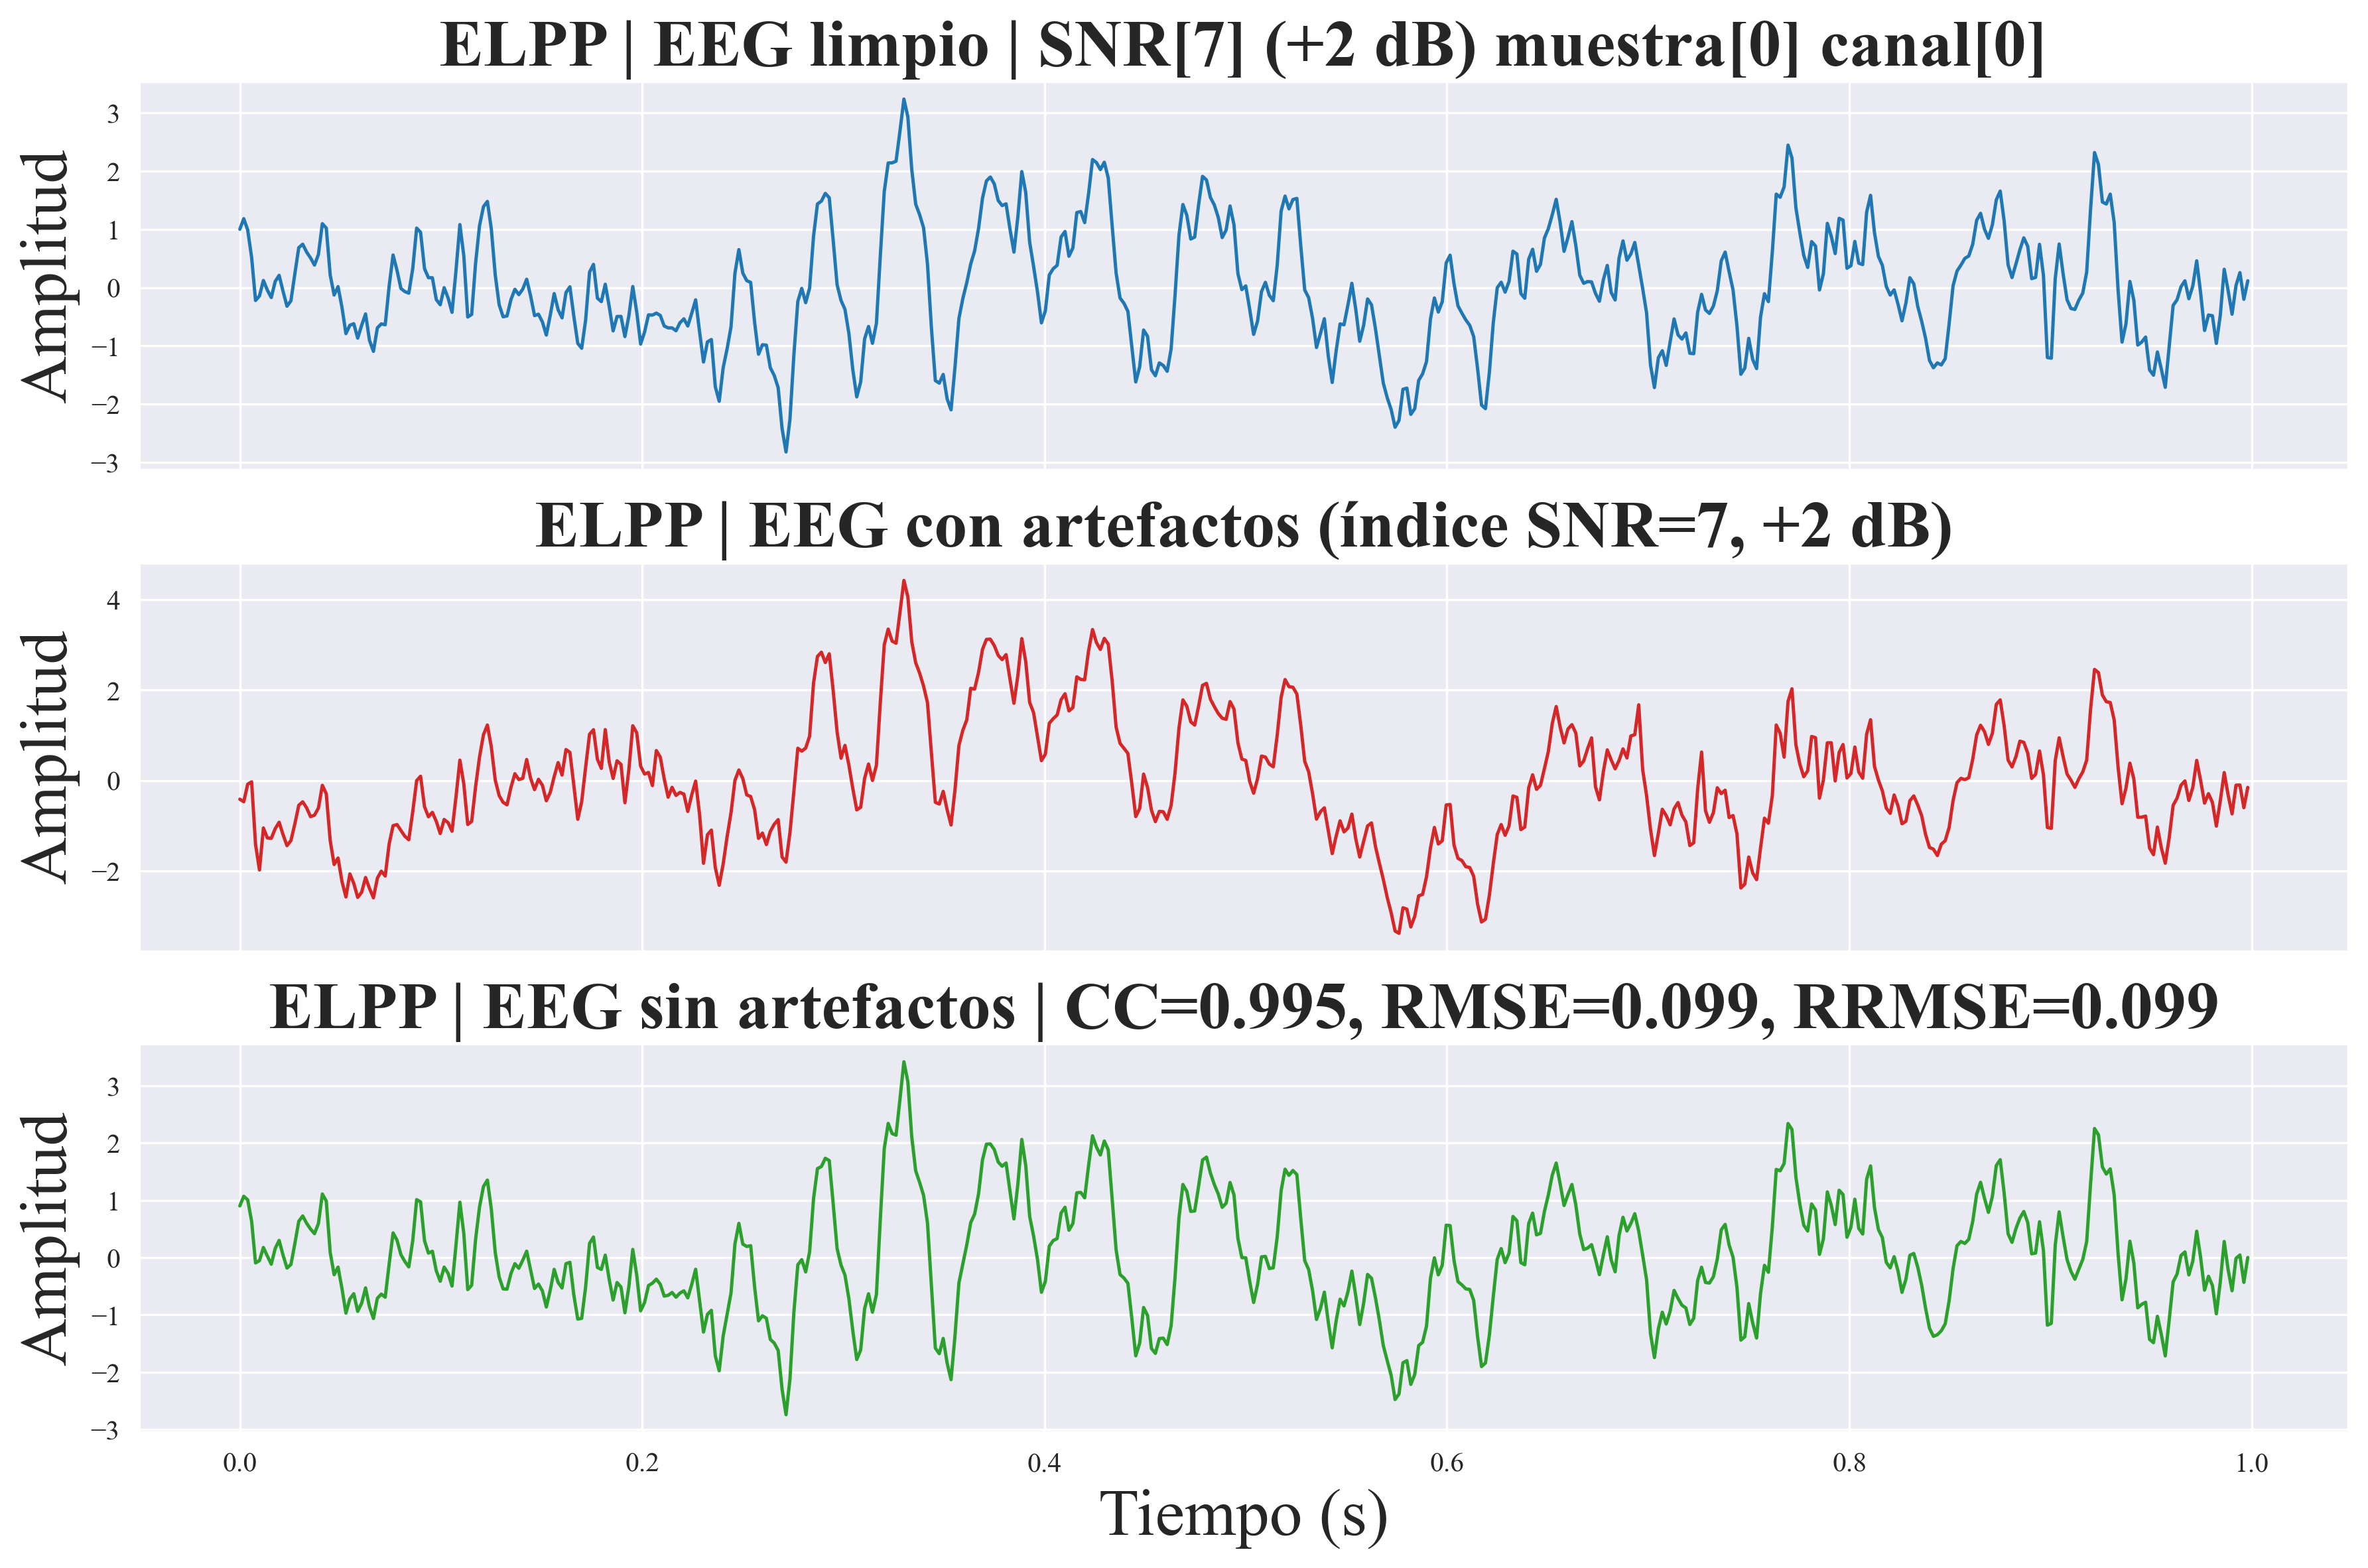 ELPP | EEG limpio | SNR[7] (+2 dB) muestra[0] canal[0]
Amplitud
3
2
1
0
−1
−2
−3
ELPP | EEG con artefactos (índice SNR=7, +2 dB)
Amplitud
4
2
0
−2
ELPP | EEG sin artefactos | CC=0.995, RMSE=0.099, RRMSE=0.099
Amplitud
3
2
1
0
−1
−2
−3
0.0 0.2 0.4 0.6 0.8 1.0
Tiempo (s)